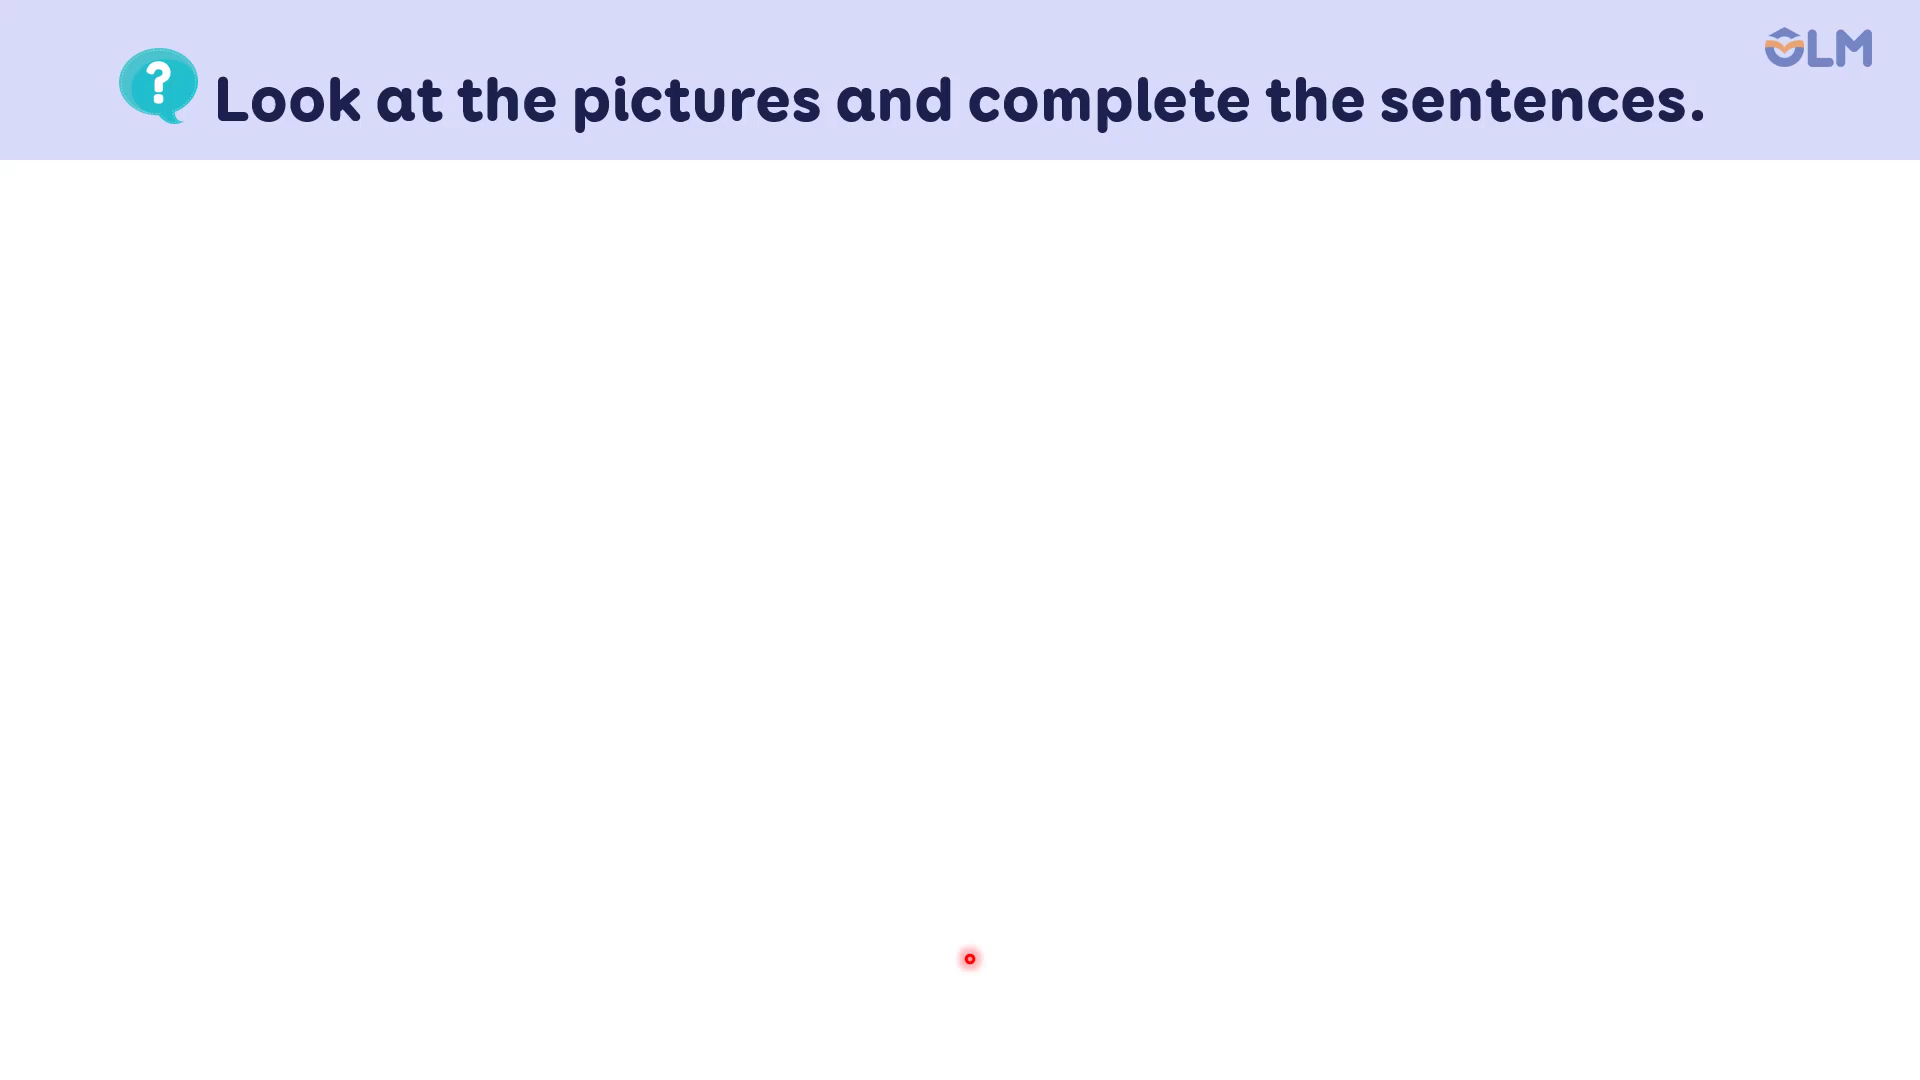 ?
Look at the pictures and complete the sentences.
OLM